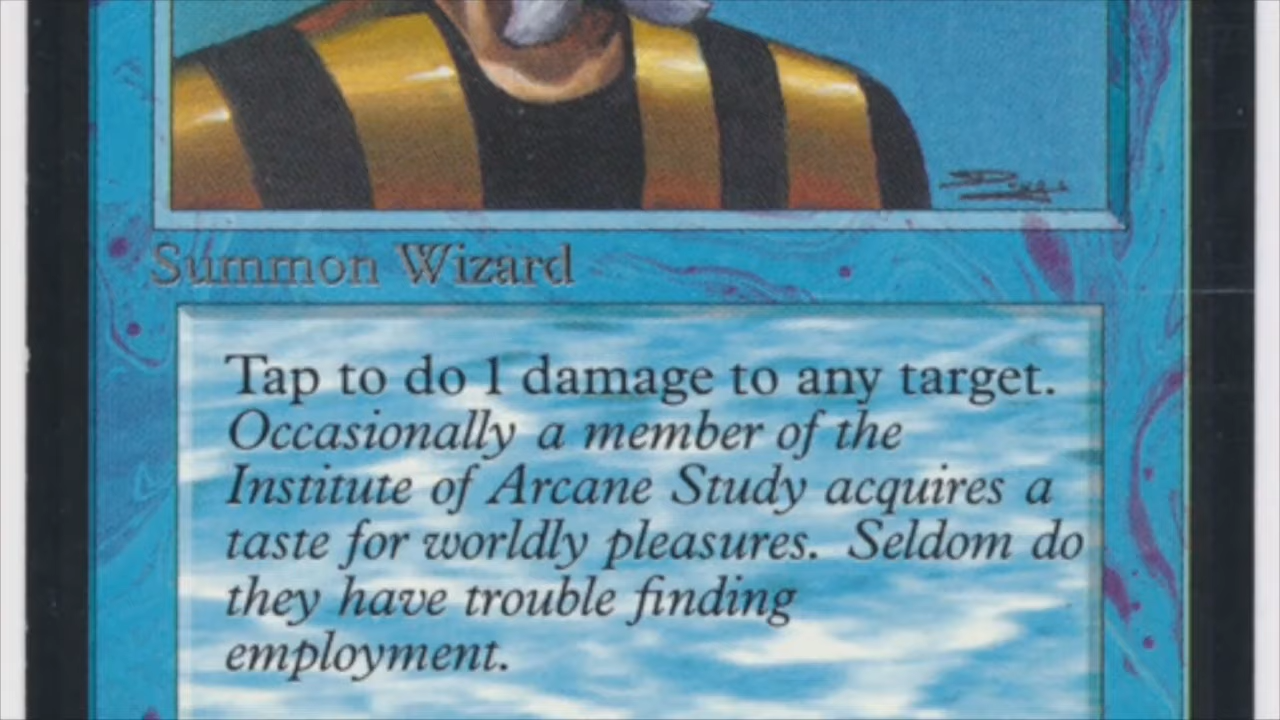 Summon Wizard
Tap to do 1 damage to any target.
Occasionally a member of the
Institute of Arcane Study acquires a
taste for worldly pleasures. Seldom do
they have trouble finding
employment.